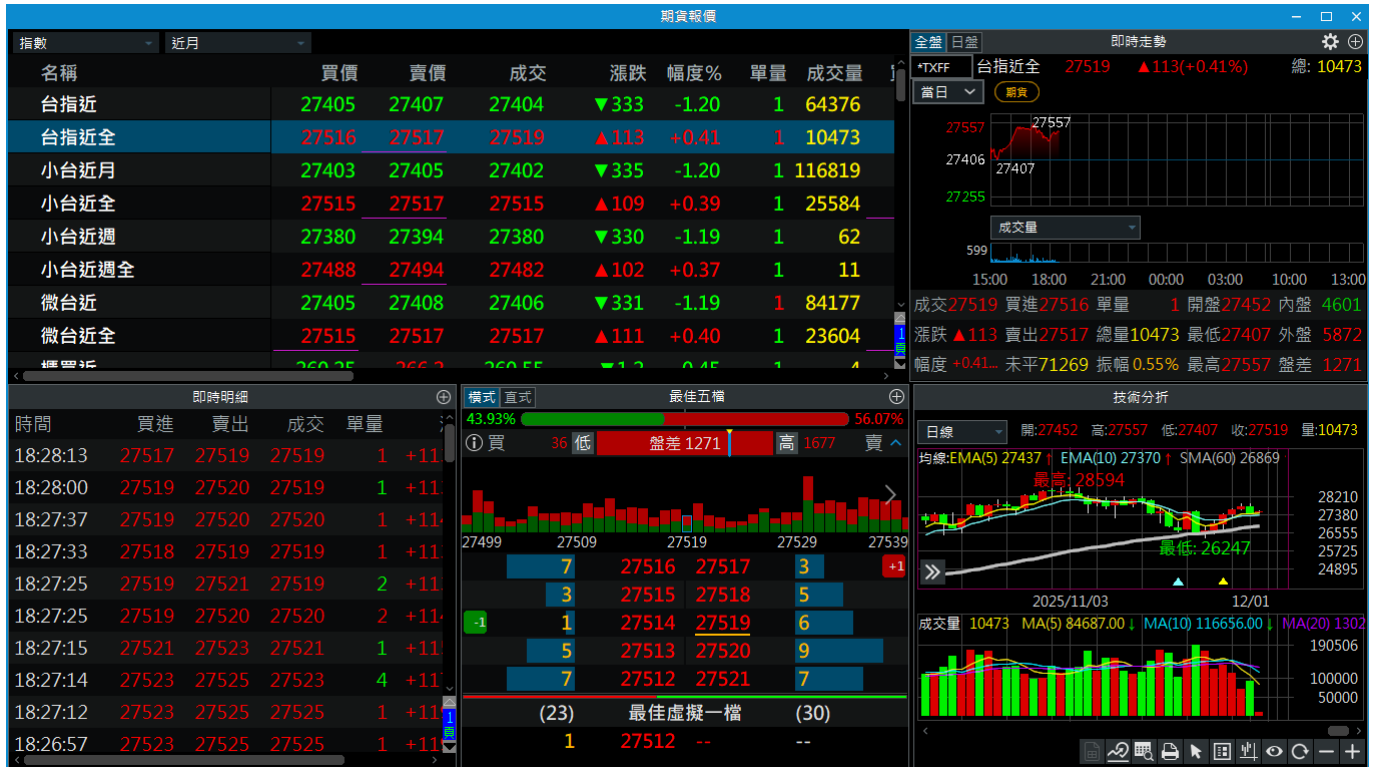 期貨報價
指數 近月
名稱 買價 賣價 成交 漲跌 幅度% 單量 成交量
台指近 27405 27407 27404 ▼333 -1.20 1 64376
台指近全 27516 27517 27519 ▲113 +0.41 1 10473
小台近月 27403 27405 27402 ▼335 -1.20 1 116819
小台近全 27515 27517 27515 ▲109 +0.39 1 25584
小台近週 27380 27394 27380 ▼330 -1.19 1 62
小台近週全 27488 27494 27482 ▲102 +0.37 1 11
微台近 27405 27408 27406 ▼331 -1.19 1 84177
微台近全 27515 27517 27517 ▲111 +0.40 1 23604
1頁
全盤 日盤 即時走勢
*TXFF 台指近全 27519 ▲113(+0.41%) 總: 10473
當日 期貨
27557 27557
27406 27407
27255
成交量
599
15:00 18:00 21:00 00:00 03:00 10:00 13:00
成交27519 買進27516 單量 1 開盤27452 內盤 4601
漲跌 ▲113 賣出27517 總量10473 最低27407 外盤 5872
幅度 +0.41... 未平71269 振幅 0.55% 最高27557 盤差 1271
即時明細
時間 買進 賣出 成交 單量
18:28:13 27517 27519 27519 1
18:28:00 27519 27520 27519 1
18:27:37 27519 27520 27520 1
18:27:33 27518 27519 27519 1
18:27:25 27519 27521 27519 2
18:27:25 27519 27520 27520 2
18:27:15 27521 27523 27521 1
18:27:14 27523 27525 27523 4
18:27:12 27523 27525 27525 1
18:26:57 27523 27525 27525 1
1頁
橫式 直式 最佳五檔
43.93% 56.07%
買 36 低 盤差 1271 高 1677 賣
27499 27509 27519 27529 27539
7 27516 27517 3 +1
3 27515 27518 5
-1 1 27514 27519 6
5 27513 27520 9
7 27512 27521 7
(23) 最佳虛擬一檔 (30)
1 27512 -- --
技術分析
日線 開:27452 高:27557 低:27407 收:27519 量:10473
均線:EMA(5) 27437↑ EMA(10) 27370↑ SMA(60) 26869
最高: 28594
28210
27380
26555
最低: 26247
25725
24895
2025/11/03 12/01
成交量 10473 MA(5) 84687.00↓ MA(10) 116656.00↓ MA(20) 1302
190506
100000
50000